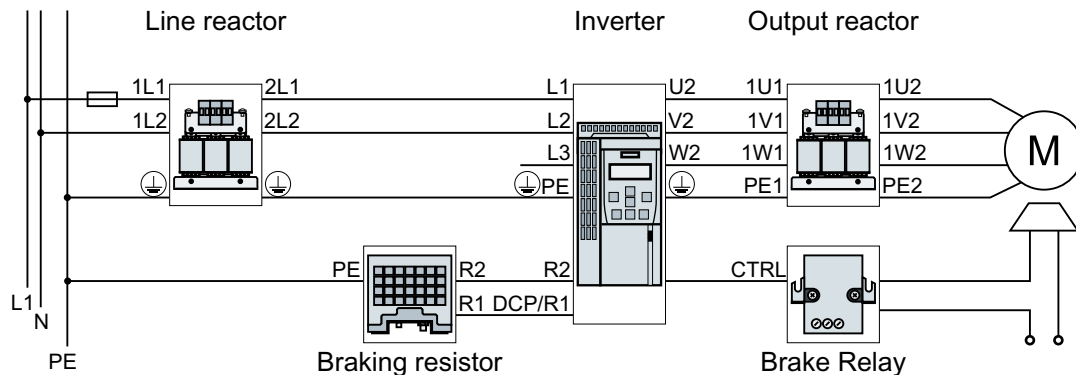 Line reactor Inverter Output reactor
1L1 2L1 L1 U2 1U1 1U2
1L2 2L2 L2 V2 1V1 1V2
L3 W2 1W1 1W2
M
PE PE1 PE2
PE R2 R2 CTRL
L1 R1 DCP/R1
N
PE Braking resistor Brake Relay